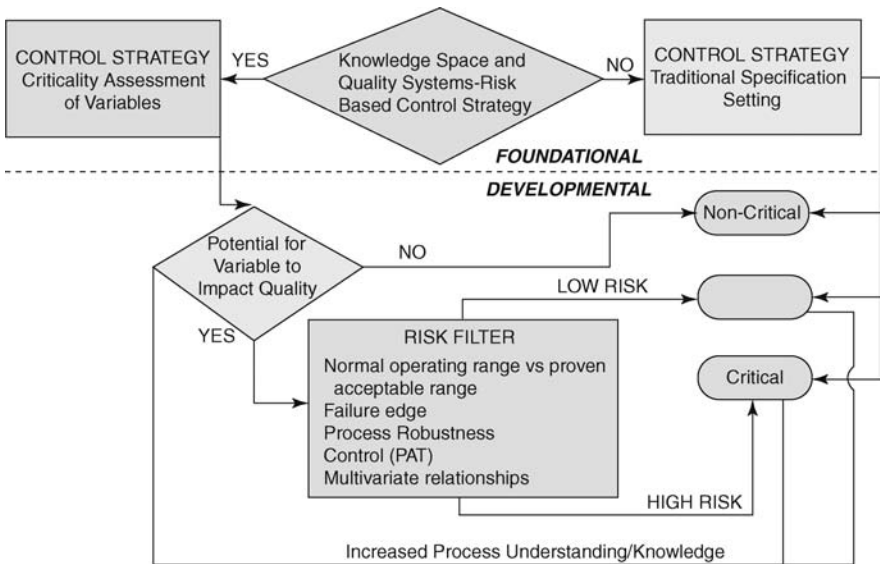 CONTROL STRATEGY
Criticality Assessment
of Variables
YES
Knowledge Space and
Quality Systems-Risk
Based Control Strategy
NO
CONTROL STRATEGY
Traditional Specification
Setting
FOUNDATIONAL
DEVELOPMENTAL
Potential for
Variable to
Impact Quality
NO
Non-Critical
YES
LOW RISK
RISK FILTER
Normal operating range vs proven
acceptable range
Failure edge
Process Robustness
Control (PAT)
Multivariate relationships
Critical
HIGH RISK
Increased Process Understanding/Knowledge